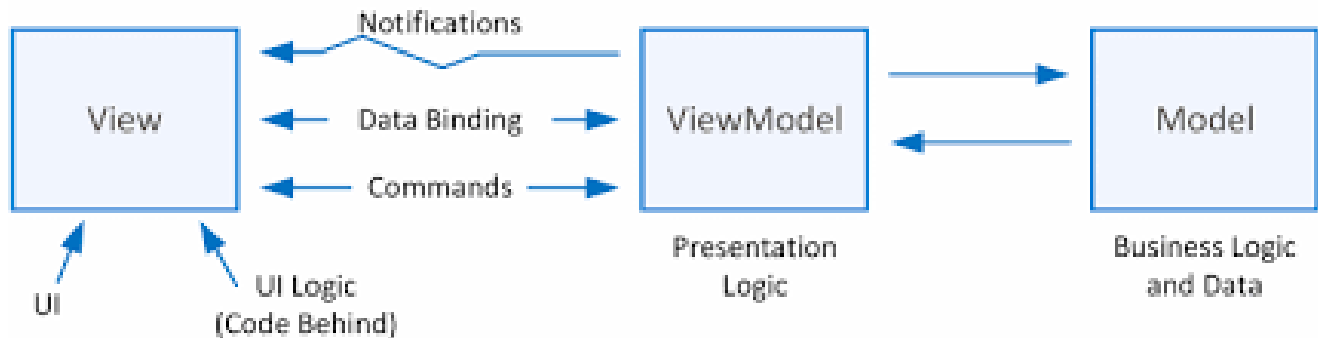 Notifications
View
Data Binding
ViewModel
Model
Commands
Presentation
Logic
Business Logic
and Data
UI
UI Logic
(Code Behind)